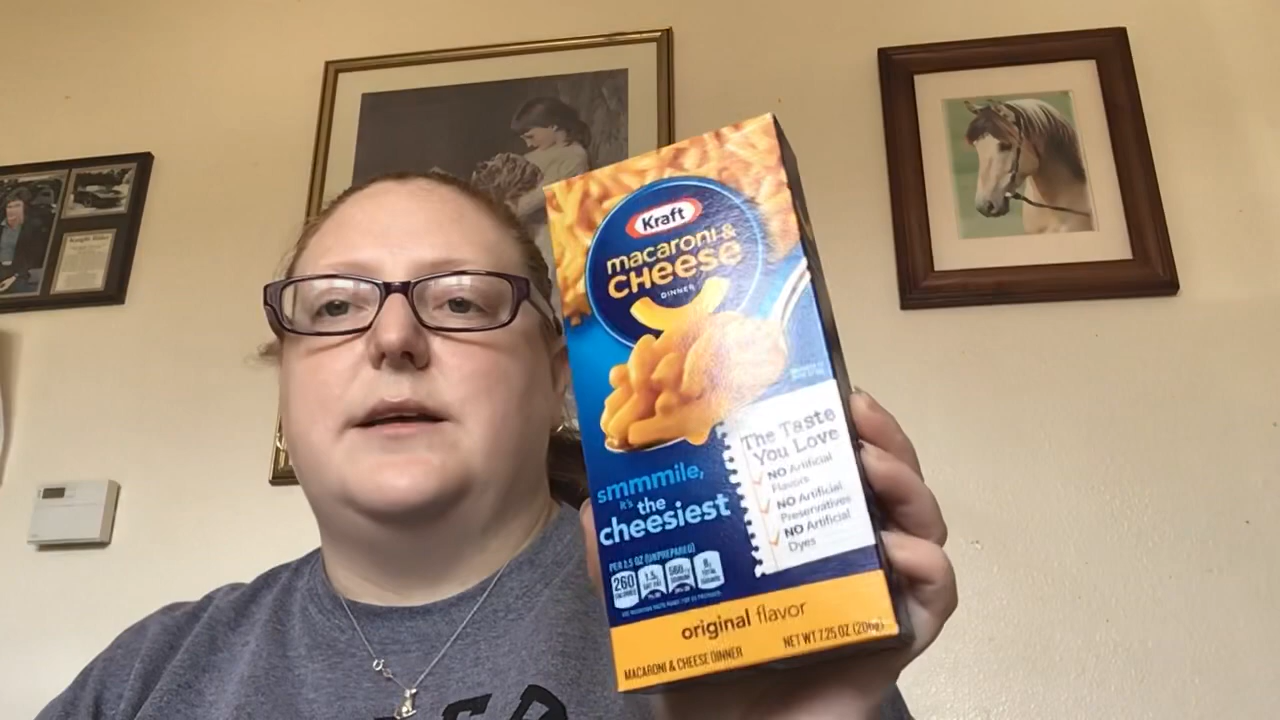 Kraft
macaroni &
CHEESE
DINNER
The Taste
You Love
NO Artificial
Flavors
NO Artificial
Preservatives
NO Artificial
Dyes
smmmile,
it's the
cheesiest
PER 2.5 OZ (UNPREPARED)
260
CALORIES
original flavor
NET WT 7.25 OZ (206g)
MACARONI & CHEESE DINNER